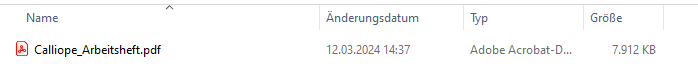 Name Änderungsdatum Typ Größe
Calliope_Arbeitsheft.pdf 12.03.2024 14:37 Adobe Acrobat-D... 7.912 KB